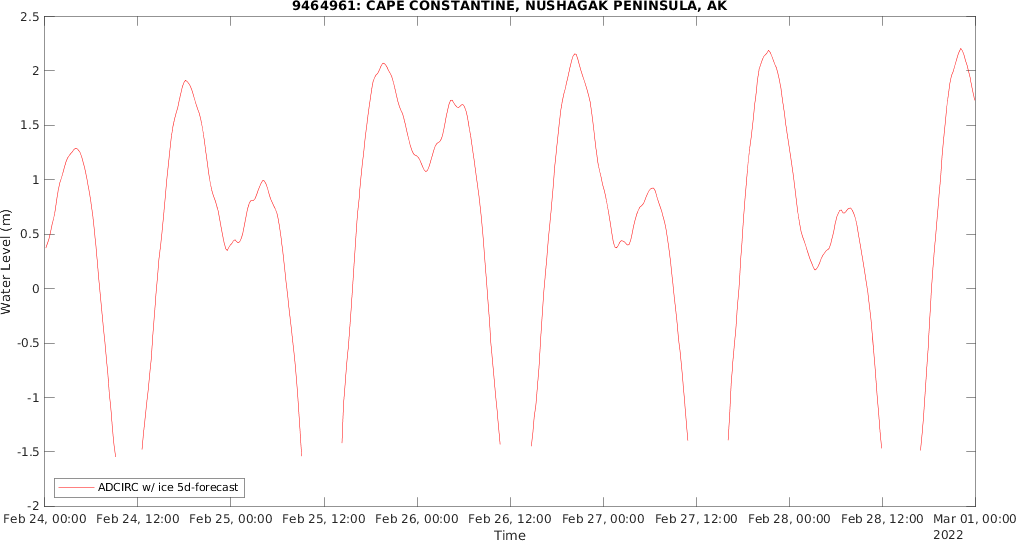 9464961: CAPE CONSTANTINE, NUSHAGAK PENINSULA, AK
2.5
2
1.5
1
0.5
0
-0.5
-1
-1.5
-2
Water Level (m)
ADCIRC w/ ice 5d-forecast
Feb 24, 00:00 Feb 24, 12:00 Feb 25, 00:00 Feb 25, 12:00 Feb 26, 00:00 Feb 26, 12:00 Feb 27, 00:00 Feb 27, 12:00 Feb 28, 00:00 Feb 28, 12:00 Mar 01, 00:00
Time 2022